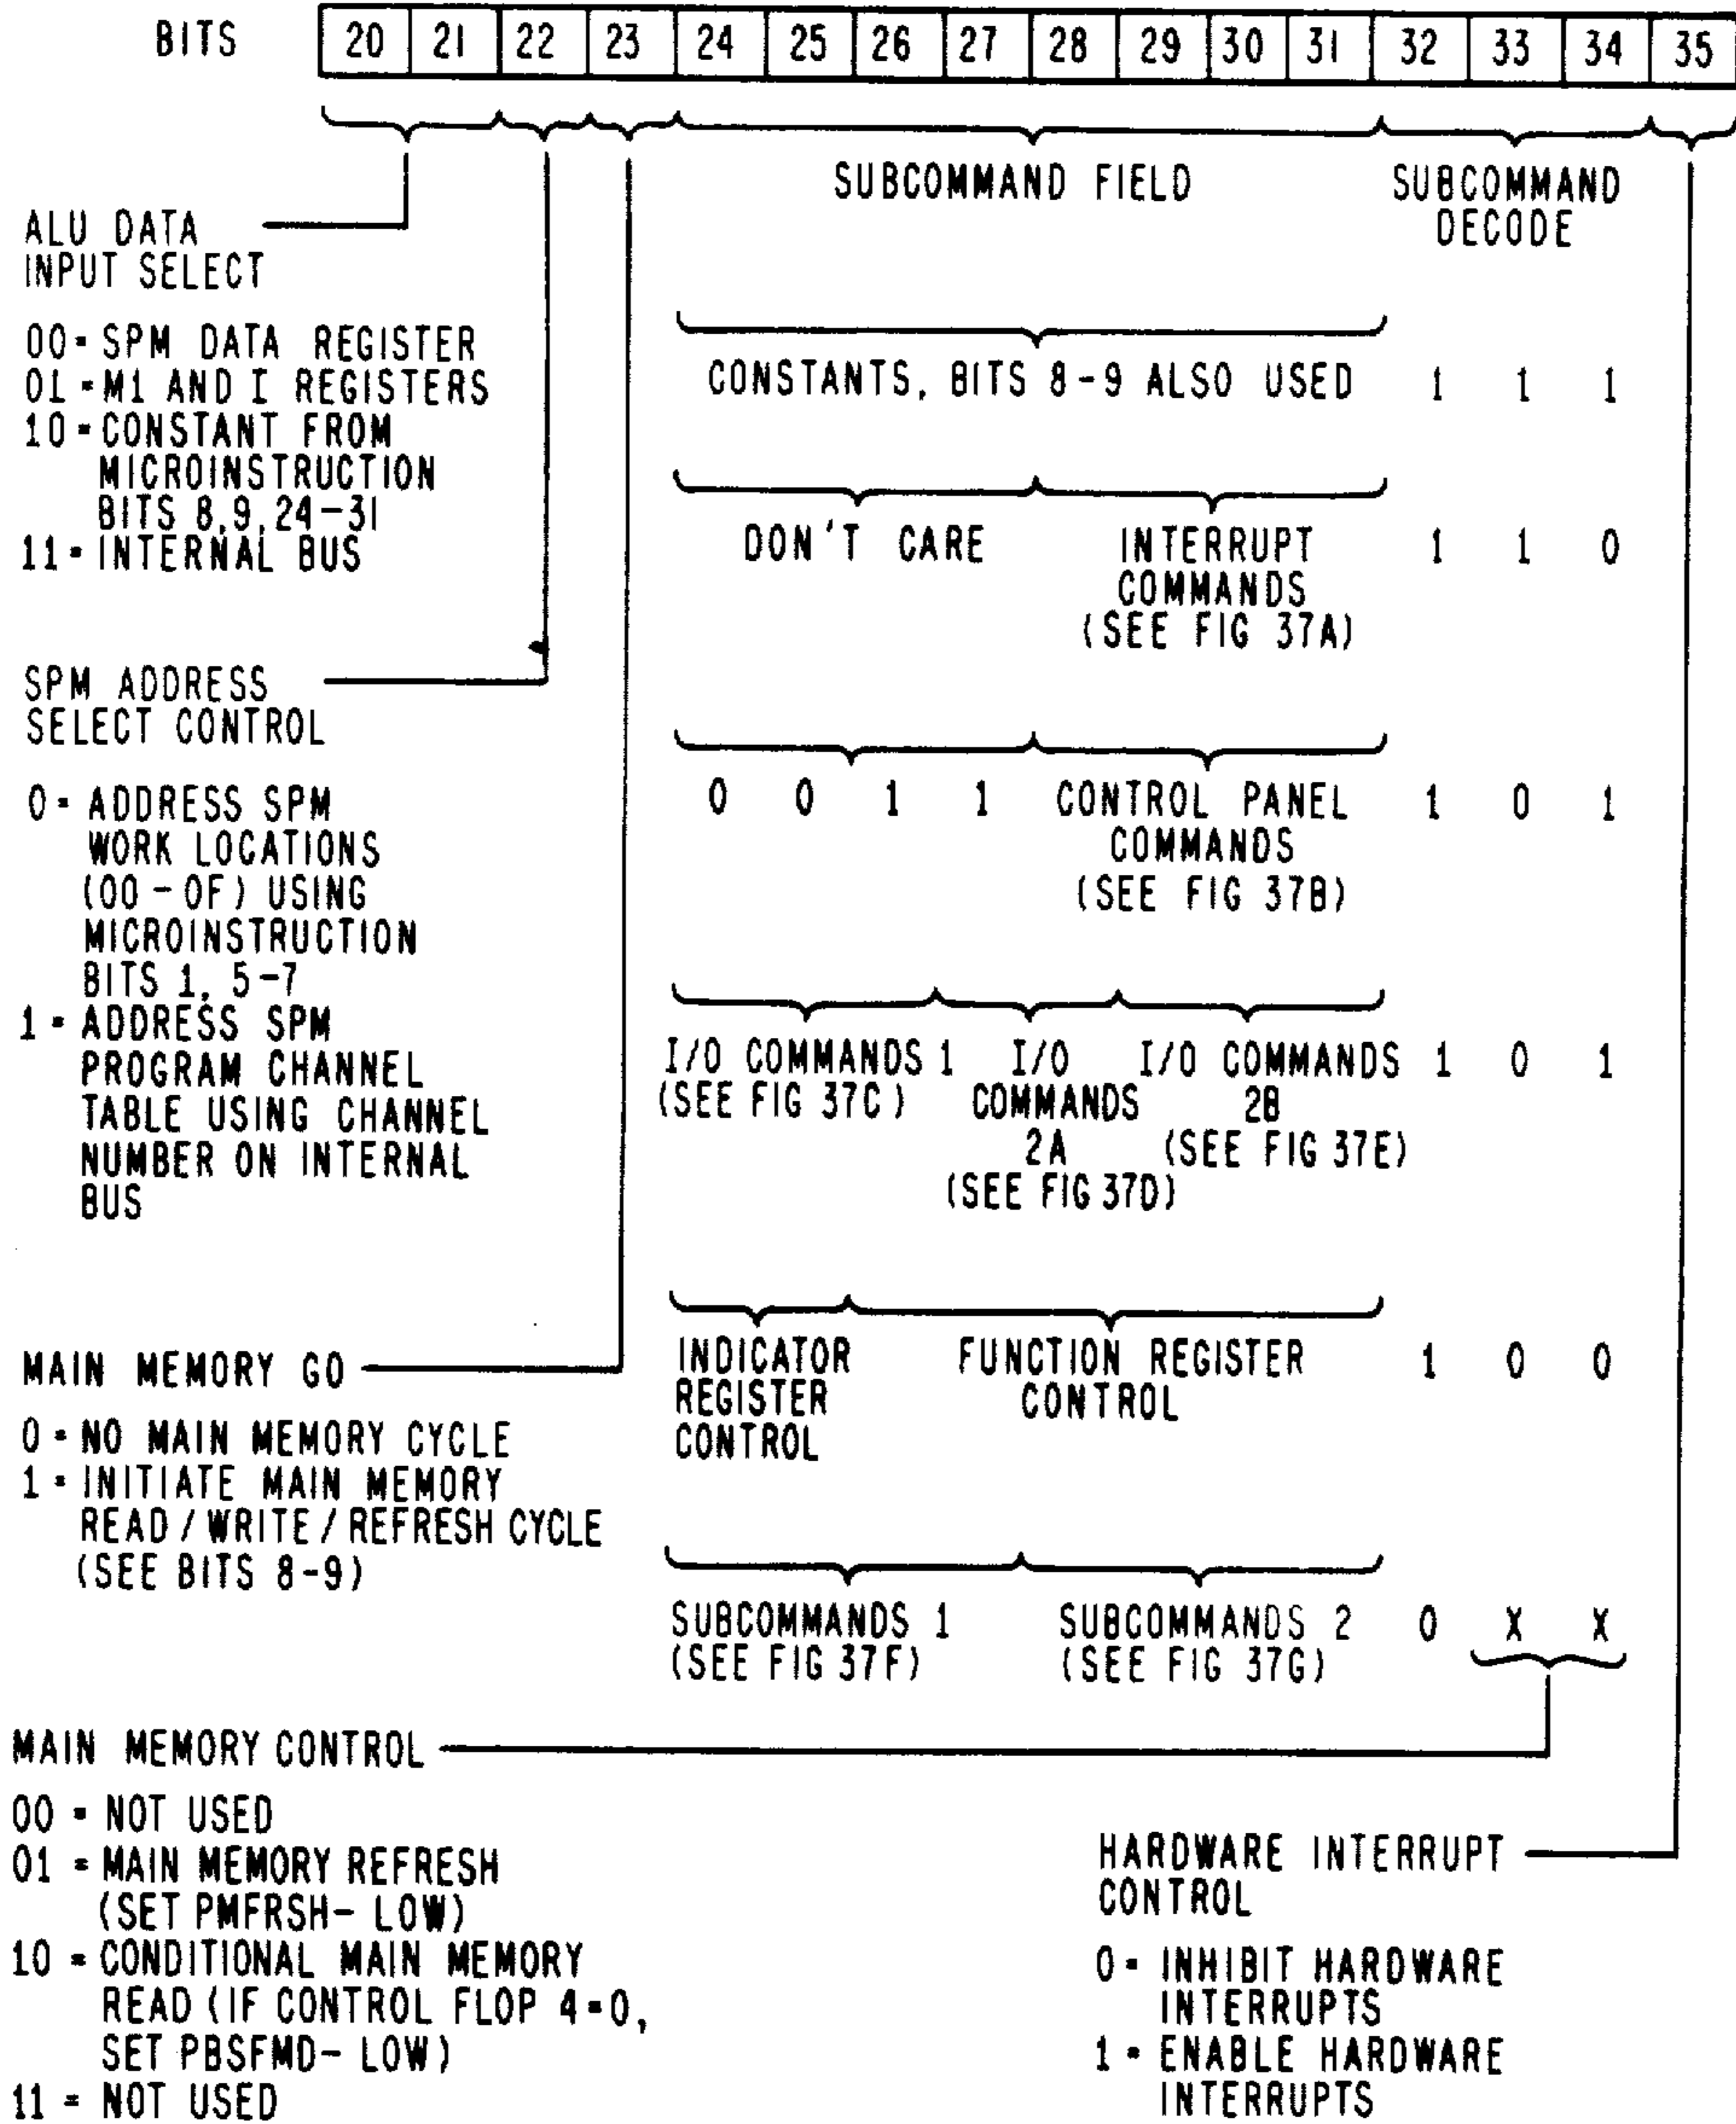 BITS 20 21 22 23 24 25 26 27 28 29 30 31 32 33 34 35
SUBCOMMAND FIELD
SUBCOMMAND
DECODE
ALU DATA
INPUT SELECT
00 = SPM DATA REGISTER
01 = M1 AND I REGISTERS
10 = CONSTANT FROM
MICROINSTRUCTION
BITS 8,9,24-31
11 = INTERNAL BUS
CONSTANTS, BITS 8-9 ALSO USED 1 1 1
DON'T CARE
INTERRUPT
COMMANDS
(SEE FIG 37A)
1 1 0
SPM ADDRESS
SELECT CONTROL
0 = ADDRESS SPM
WORK LOCATIONS
(00-0F) USING
MICROINSTRUCTION
BITS 1, 5-7
1 = ADDRESS SPM
PROGRAM CHANNEL
TABLE USING CHANNEL
NUMBER ON INTERNAL
BUS
0 0 1 1
CONTROL PANEL
COMMANDS
(SEE FIG 37B)
1 0 1
I/O COMMANDS 1
(SEE FIG 37C)
I/O
COMMANDS
2A
(SEE FIG 37D)
I/O COMMANDS
2B
(SEE FIG 37E)
1 0 1
MAIN MEMORY GO
0 = NO MAIN MEMORY CYCLE
1 = INITIATE MAIN MEMORY
READ/WRITE/REFRESH CYCLE
(SEE BITS 8-9)
INDICATOR
REGISTER
CONTROL
FUNCTION REGISTER
CONTROL
1 0 0
SUBCOMMANDS 1
(SEE FIG 37F)
SUBCOMMANDS 2
(SEE FIG 37G)
0 X X
MAIN MEMORY CONTROL
00 = NOT USED
01 = MAIN MEMORY REFRESH
(SET PMFRSH- LOW)
10 = CONDITIONAL MAIN MEMORY
READ (IF CONTROL FLOP 4=0,
SET PBSFMD- LOW)
11 = NOT USED
HARDWARE INTERRUPT
CONTROL
0 = INHIBIT HARDWARE
INTERRUPTS
1 = ENABLE HARDWARE
INTERRUPTS